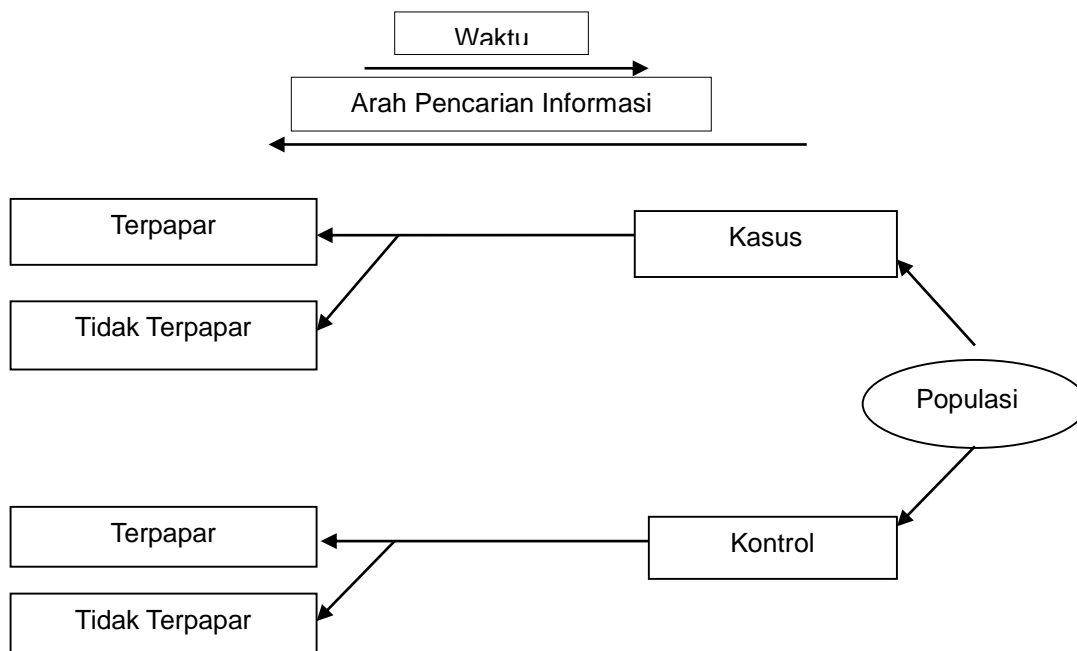 Waktu
Arah Pencarian Informasi
Terpapar
Kasus
Tidak Terpapar
Populasi
Terpapar
Kontrol
Tidak Terpapar